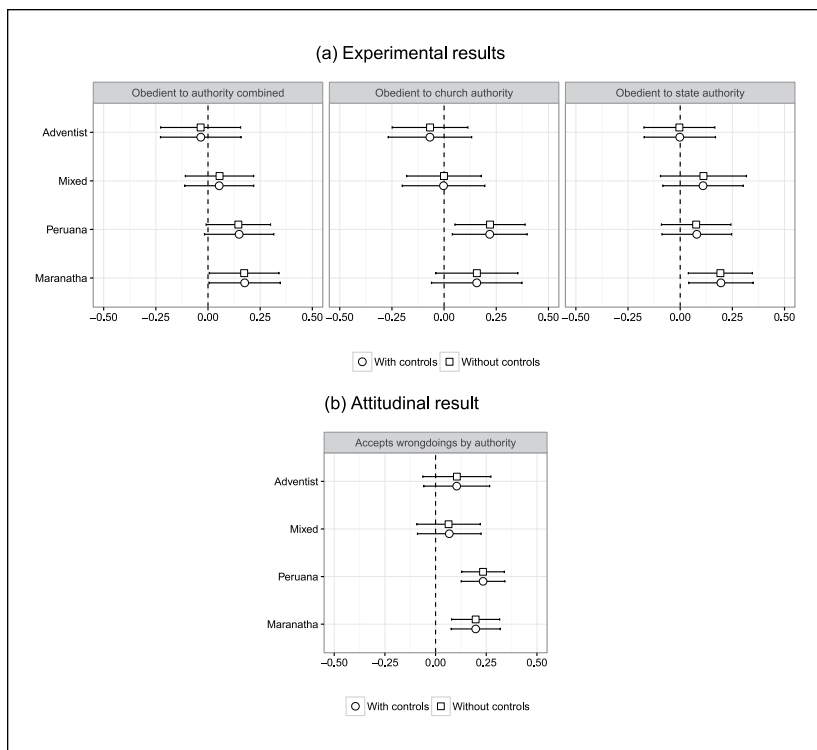 (a) Experimental results
Obedient to authority combined
Obedient to church authority
Obedient to state authority
Adventist
Mixed
Peruana
Maranatha
−0.50 −0.25 0.00 0.25 0.50
−0.50 −0.25 0.00 0.25 0.50
−0.50 −0.25 0.00 0.25 0.50
With controls Without controls
(b) Attitudinal result
Accepts wrongdoings by authority
Adventist
Mixed
Peruana
Maranatha
−0.50 −0.25 0.00 0.25 0.50
With controls Without controls